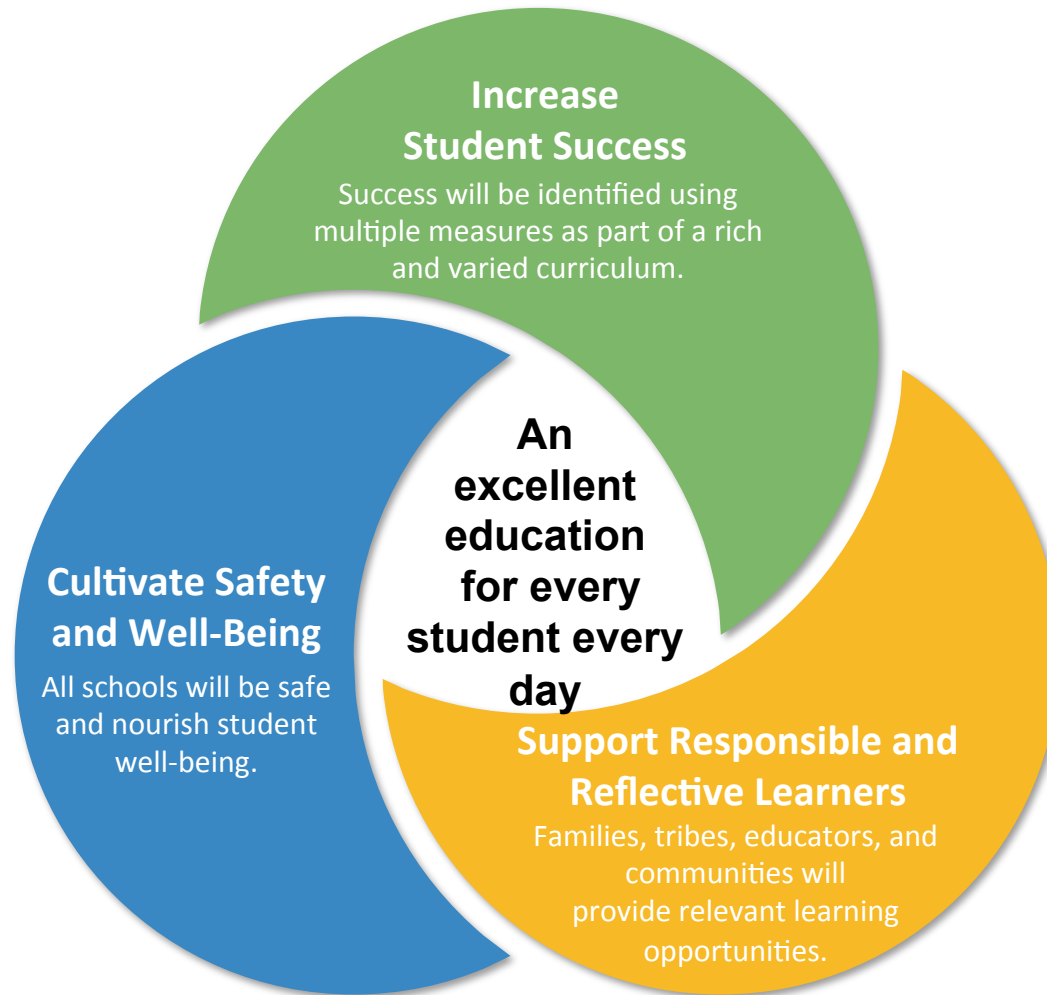 Increase
Student Success
Success will be identified using
multiple measures as part of a rich
and varied curriculum.
An
excellent
education
for every
student every
day
Cultivate Safety
and Well-Being
All schools will be safe
and nourish student
well-being.
Support Responsible and
Reflective Learners
Families, tribes, educators, and
communities will
provide relevant learning
opportunities.